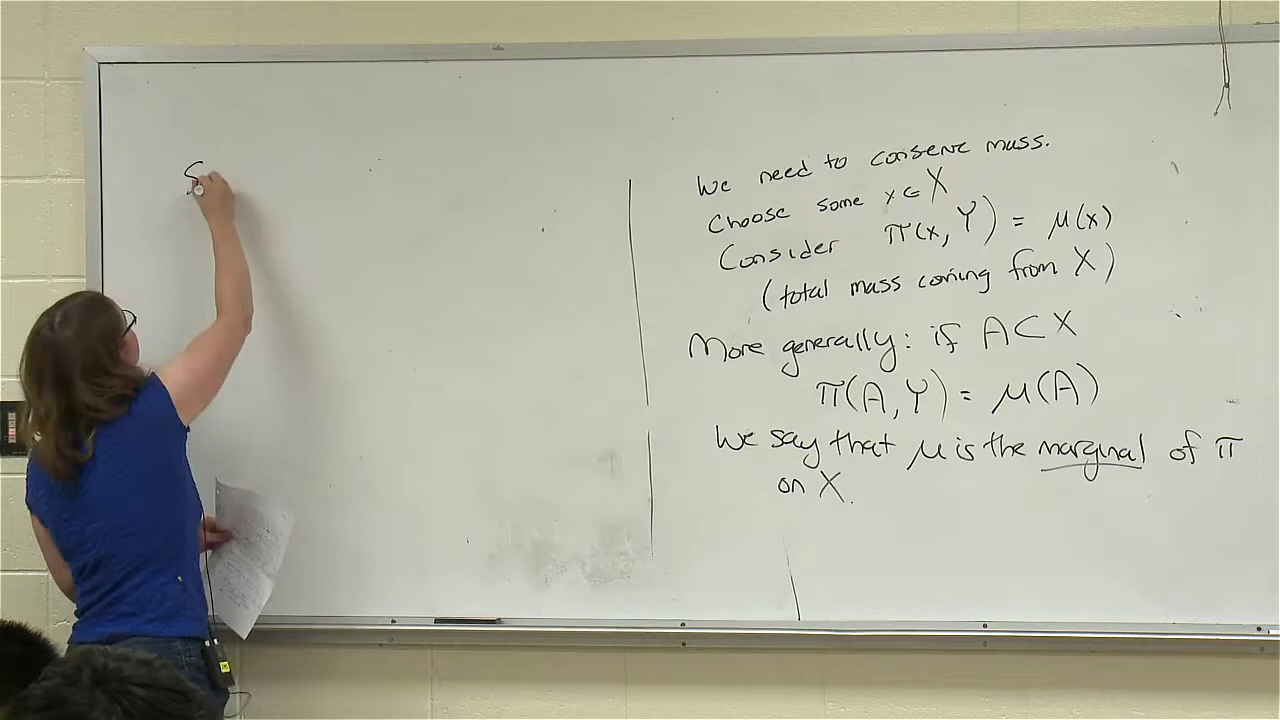 S
We need to conserve mass.
Choose some x ∈ X
Consider π(x, Y) = μ(x)
(total mass coming from X)
More generally: if A ⊂ X
π(A, Y) = μ(A)
We say that μ is the marginal of π
on X.